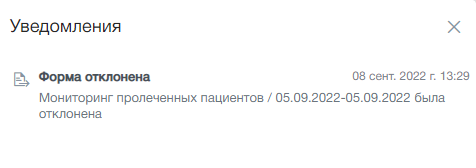 Уведомления
Форма отклонена 08 сент. 2022 г. 13:29
Мониторинг пролеченных пациентов / 05.09.2022-05.09.2022 была
отклонена